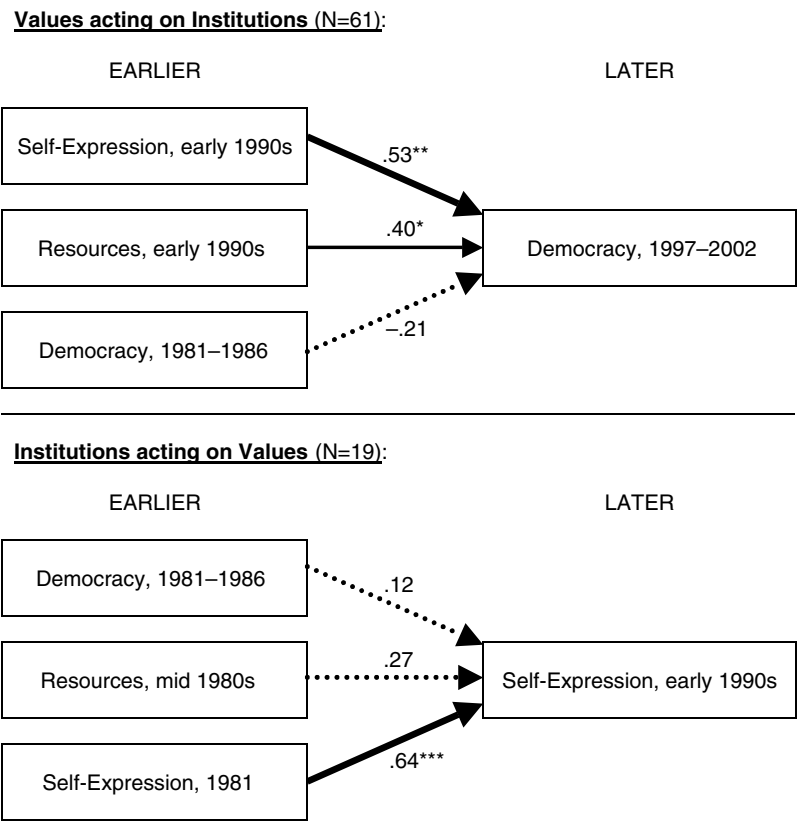 Values acting on Institutions (N=61):
EARLIER LATER
Self-Expression, early 1990s
.53**
Resources, early 1990s
.40*
Democracy, 1997–2002
Democracy, 1981–1986
–.21
Institutions acting on Values (N=19):
EARLIER LATER
Democracy, 1981–1986
.12
Resources, mid 1980s
.27
Self-Expression, early 1990s
Self-Expression, 1981
.64***